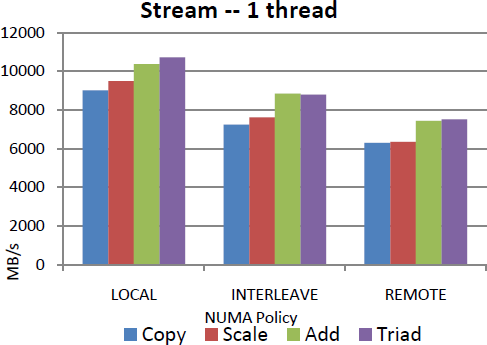 Stream -- 1 thread
12000
10000
8000
6000
4000
2000
0
MB/s
LOCAL INTERLEAVE REMOTE
NUMA Policy
Copy Scale Add Triad